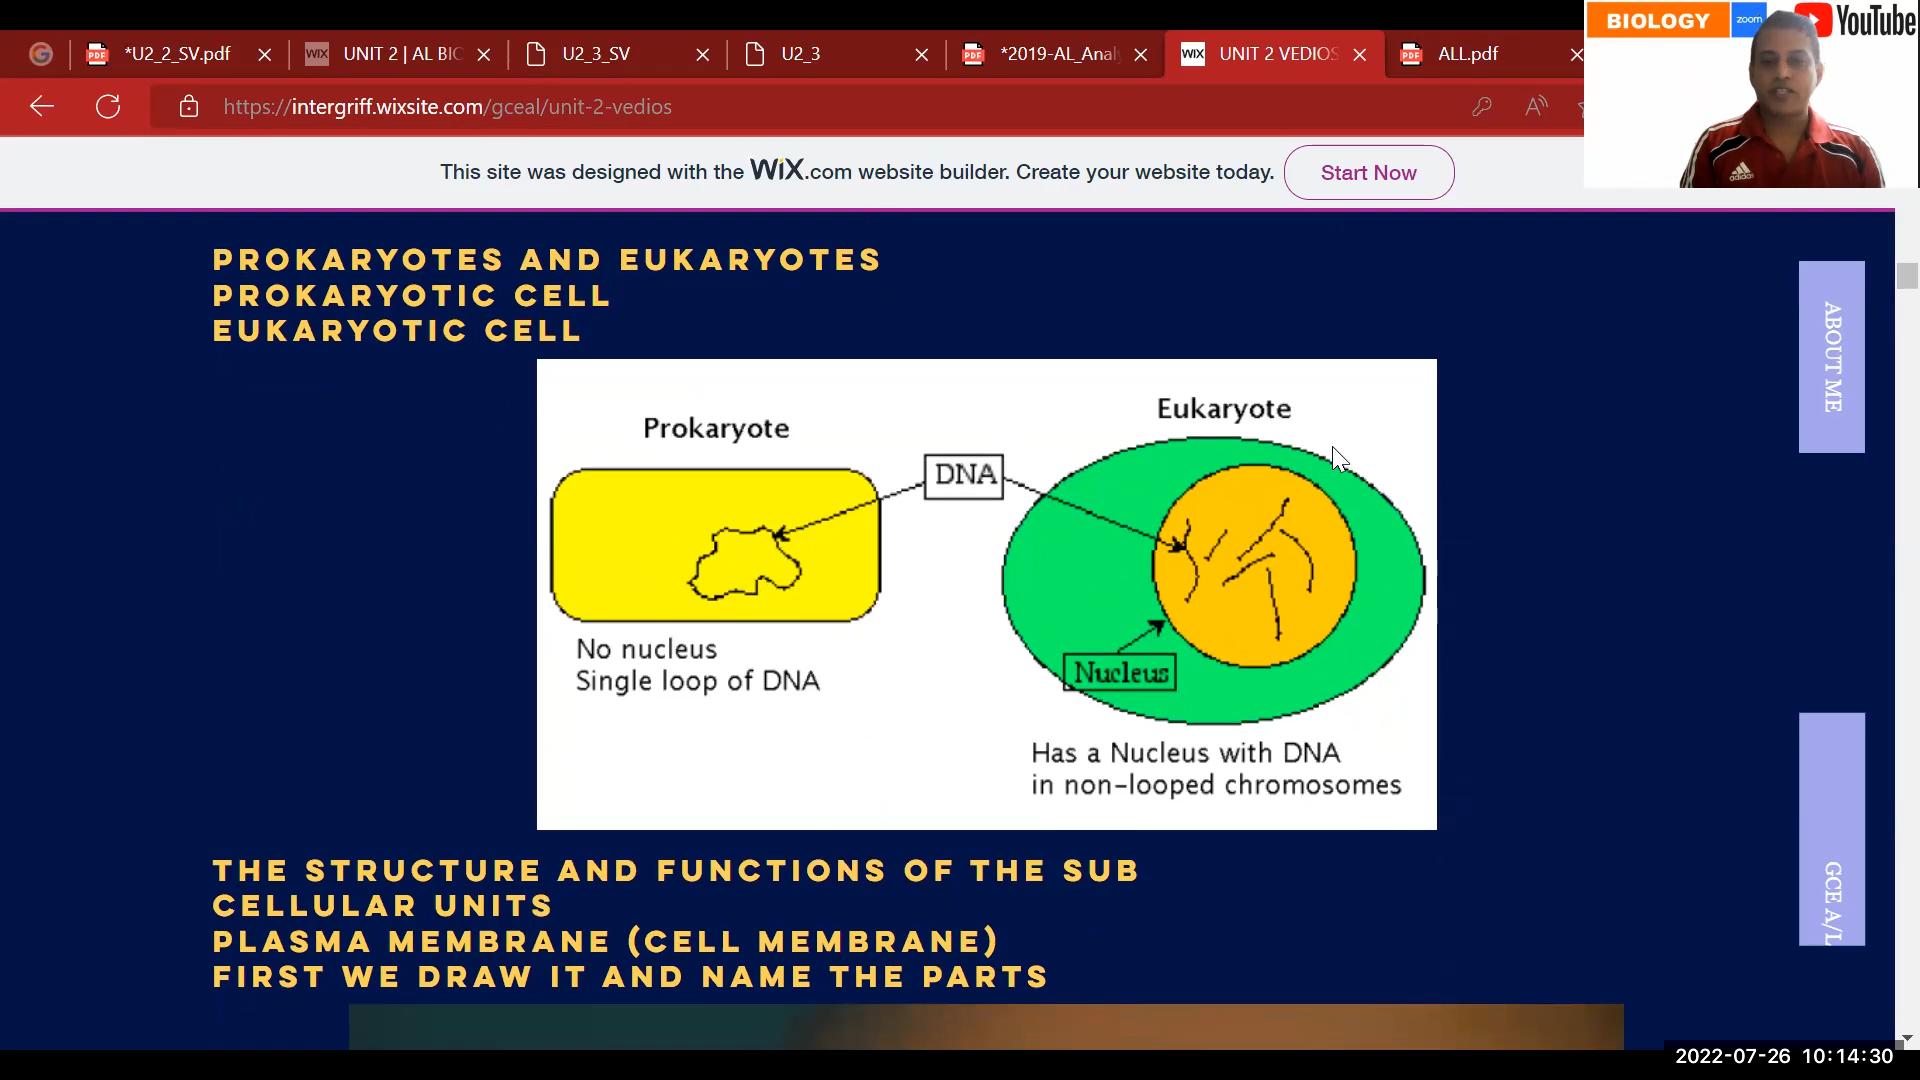 BIOLOGY
zoom
YouTube
*U2_2_SV.pdf
WIX
UNIT 2 | AL BIC
U2_3_SV
U2_3
*2019-AL_Anal
WIX
UNIT 2 VEDIOS
ALL.pdf
https://intergriff.wixsite.com/gceal/unit-2-vedios
This site was designed with the WiX.com website builder. Create your website today.
Start Now
adidas
PROKARYOTES AND EUKARYOTES
PROKARYOTIC CELL
EUKARYOTIC CELL
Prokaryote
Eukaryote
DNA
Nucleus
No nucleus
Single loop of DNA
Has a Nucleus with DNA
in non-looped chromosomes
THE STRUCTURE AND FUNCTIONS OF THE SUB
CELLULAR UNITS
PLASMA MEMBRANE (CELL MEMBRANE)
FIRST WE DRAW IT AND NAME THE PARTS
ABOUT ME
GCE A/L
2022-07-26 10:14:30